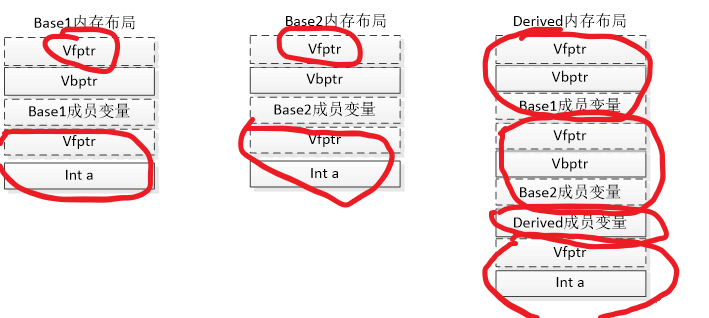 Base1内存布局
Vfptr
Vbptr
Base1成员变量
Vfptr
Int a
Base2内存布局
Vfptr
Vbptr
Base2成员变量
Vfptr
Int a
Derived内存布局
Vfptr
Vbptr
Base1成员变量
Vfptr
Vbptr
Base2成员变量
Derived成员变量
Vfptr
Int a